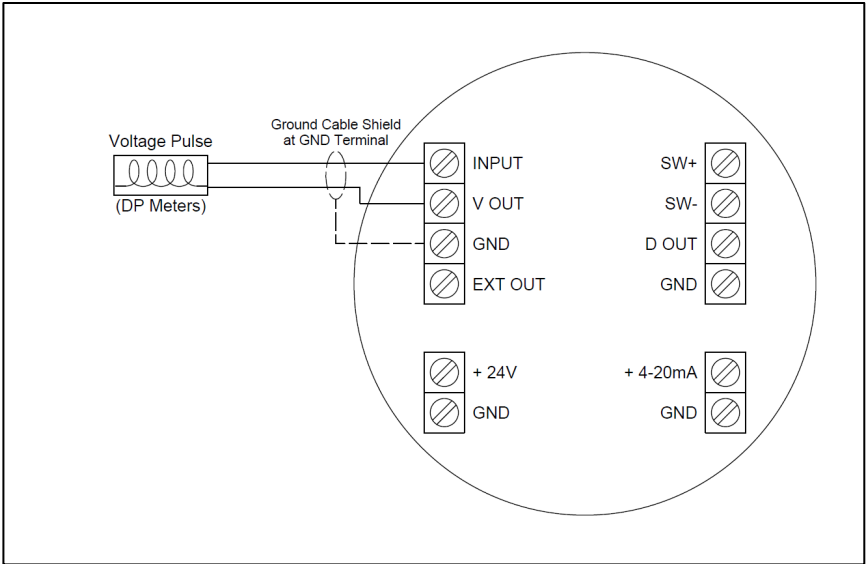 Ground Cable Shield
at GND Terminal
Voltage Pulse
(DP Meters)
INPUT
V OUT
GND
EXT OUT
SW+
SW-
D OUT
GND
+ 24V
GND
+ 4-20mA
GND